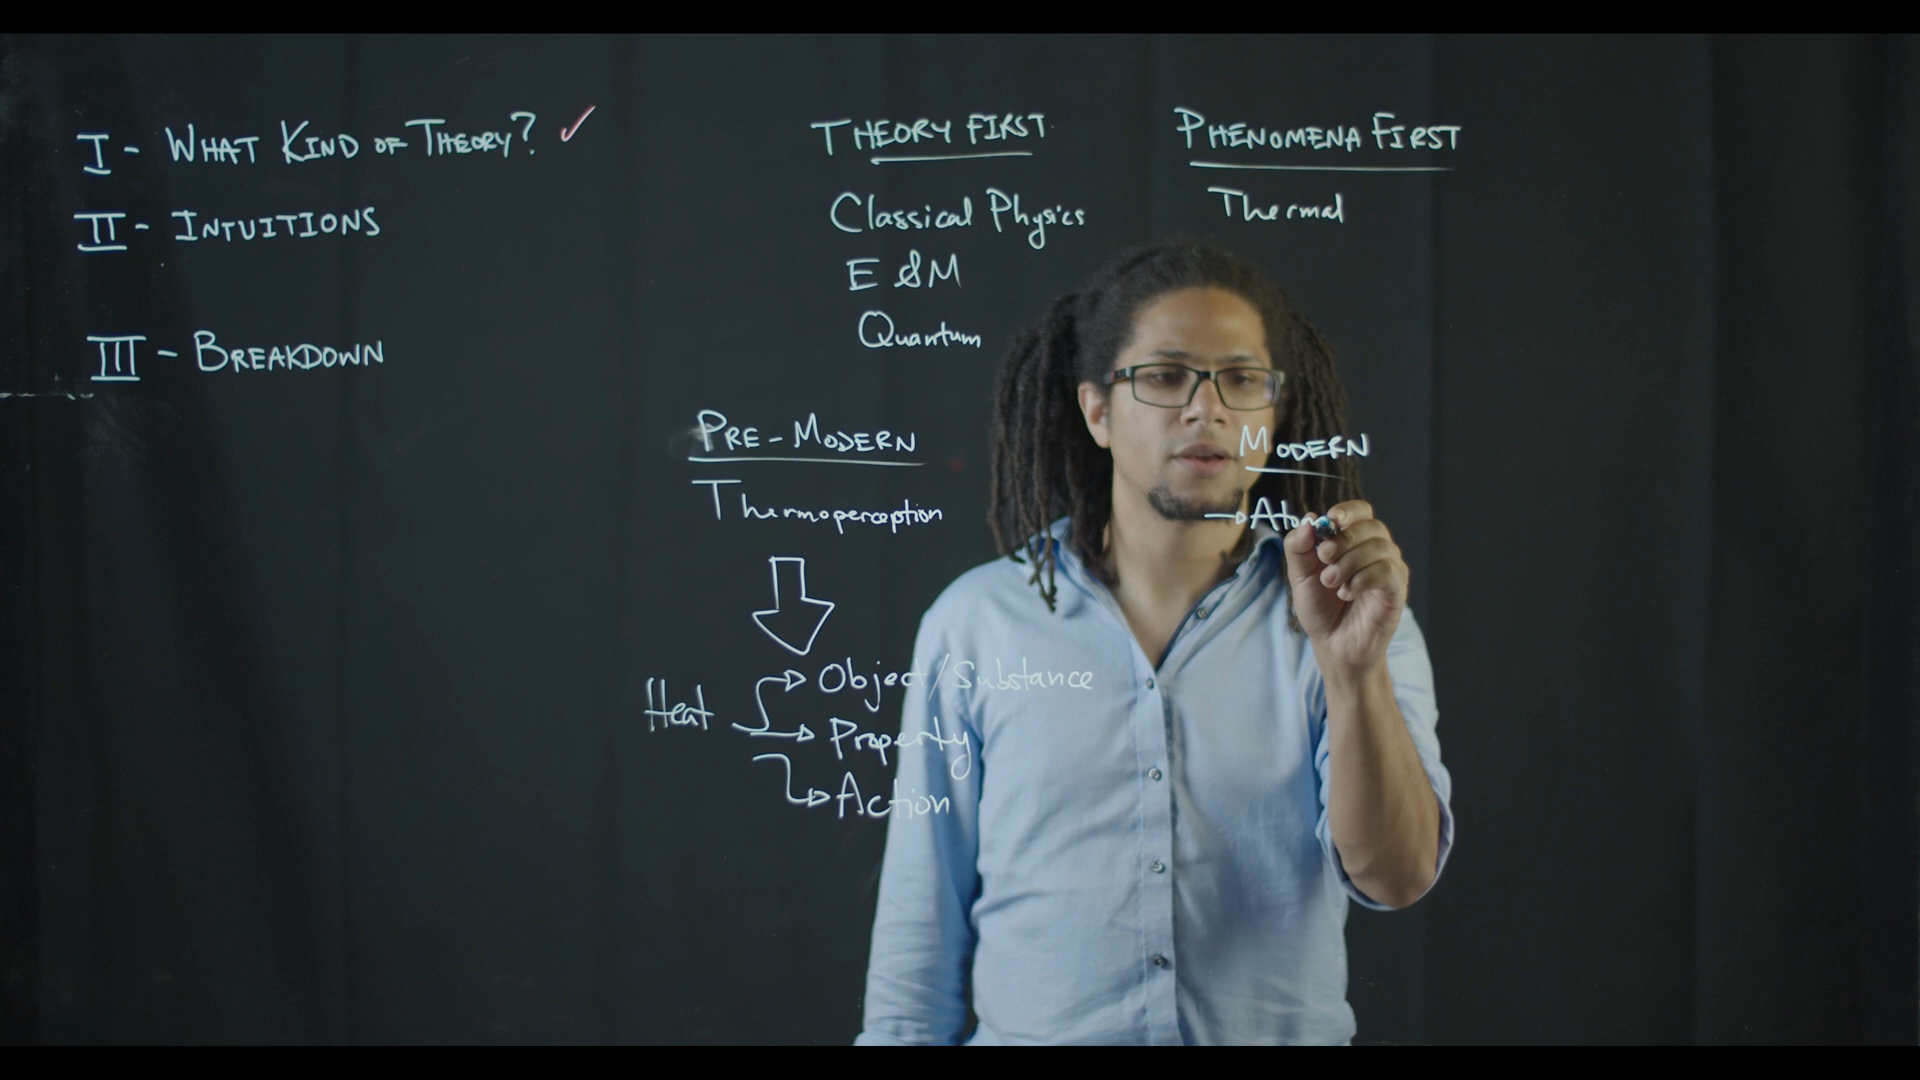 I - WHAT KIND OF THEORY? ✓
II - INTUITIONS
III - BREAKDOWN
THEORY FIRST
Classical Physics
E & M
Quantum
PHENOMENA FIRST
Thermal
PRE-MODERN
Thermoperception
Heat
Object/Substance
Property
Action
MODERN
→Atom